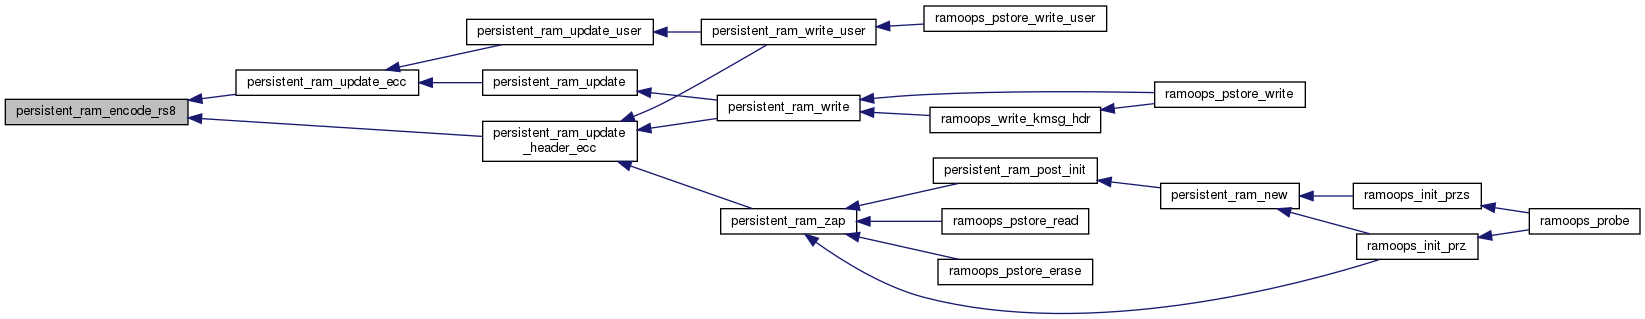 ramoops_pstore_write_user
persistent_ram_update_user
persistent_ram_write_user
persistent_ram_update_ecc
persistent_ram_update
ramoops_pstore_write
persistent_ram_encode_rs8
persistent_ram_write
ramoops_write_kmsg_hdr
persistent_ram_update
_header_ecc
persistent_ram_post_init
persistent_ram_new
ramoops_init_przs
persistent_ram_zap
ramoops_pstore_read
ramoops_probe
ramoops_init_prz
ramoops_pstore_erase